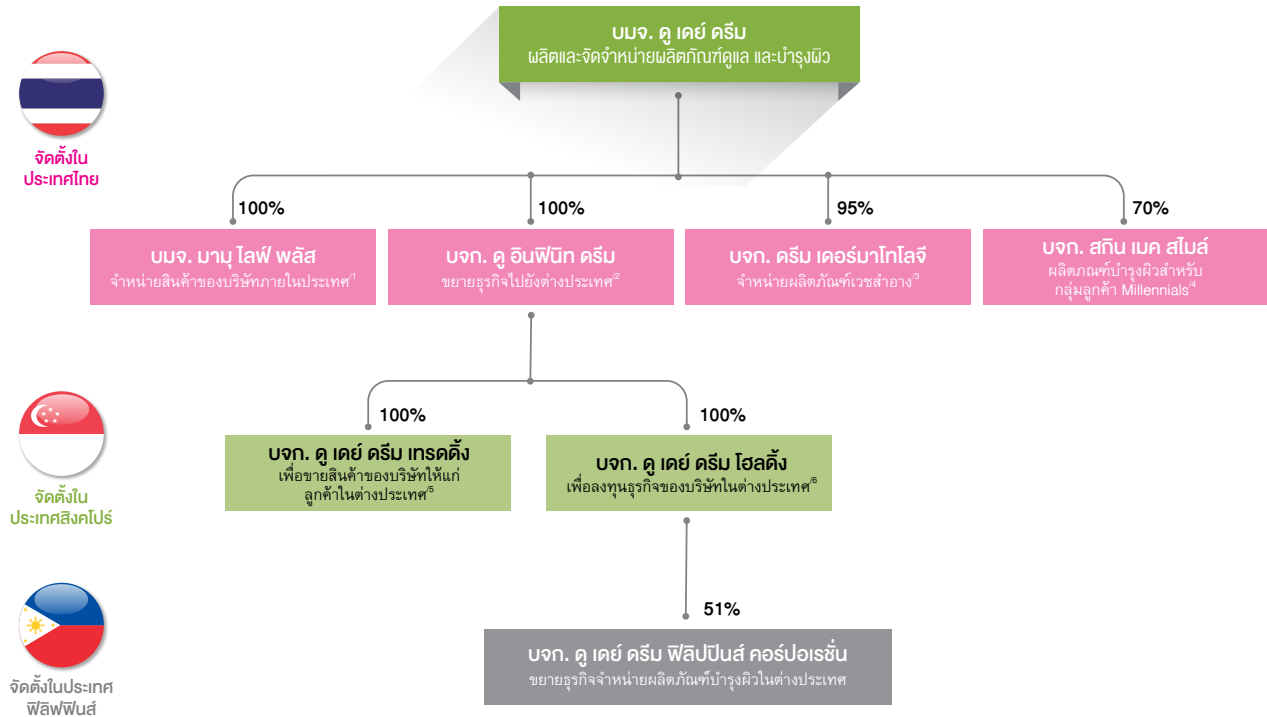 บมจ. ดู เดย์ ดรีม
ผลิตและจัดจำหน่ายผลิตภัณฑ์ดูแล และบำรุงผิว
จัดตั้งใน
ประเทศไทย
100%
100%
95%
70%
บมจ. มามุ ไลฟ์ พลัส
จำหน่ายสินค้าของบริษัทภายในประเทศ/1
บจก. ดู อินฟินิท ดรีม
ขยายธุรกิจไปยังต่างประเทศ/2
บจก. ดรีม เดอร์มาโทโลจี
จำหน่ายผลิตภัณฑ์เวชสำอาง/3
บจก. สกิน เมค สไมล์
ผลิตภัณฑ์บำรุงผิวสำหรับ
กลุ่มลูกค้า Millennials/4
จัดตั้งใน
ประเทศสิงคโปร์
100%
100%
บจก. ดู เดย์ ดรีม เทรดดิ้ง
เพื่อขายสินค้าของบริษัทให้แก่
ลูกค้าในต่างประเทศ/5
บจก. ดู เดย์ ดรีม โฮลดิ้ง
เพื่อลงทุนธุรกิจของบริษัทในต่างประเทศ/6
51%
จัดตั้งในประเทศ
ฟิลิฟฟินส์
บจก. ดู เดย์ ดรีม ฟิลิปปินส์ คอร์ปอเรชั่น
ขยายธุรกิจจำหน่ายผลิตภัณฑ์บำรุงผิวในต่างประเทศ